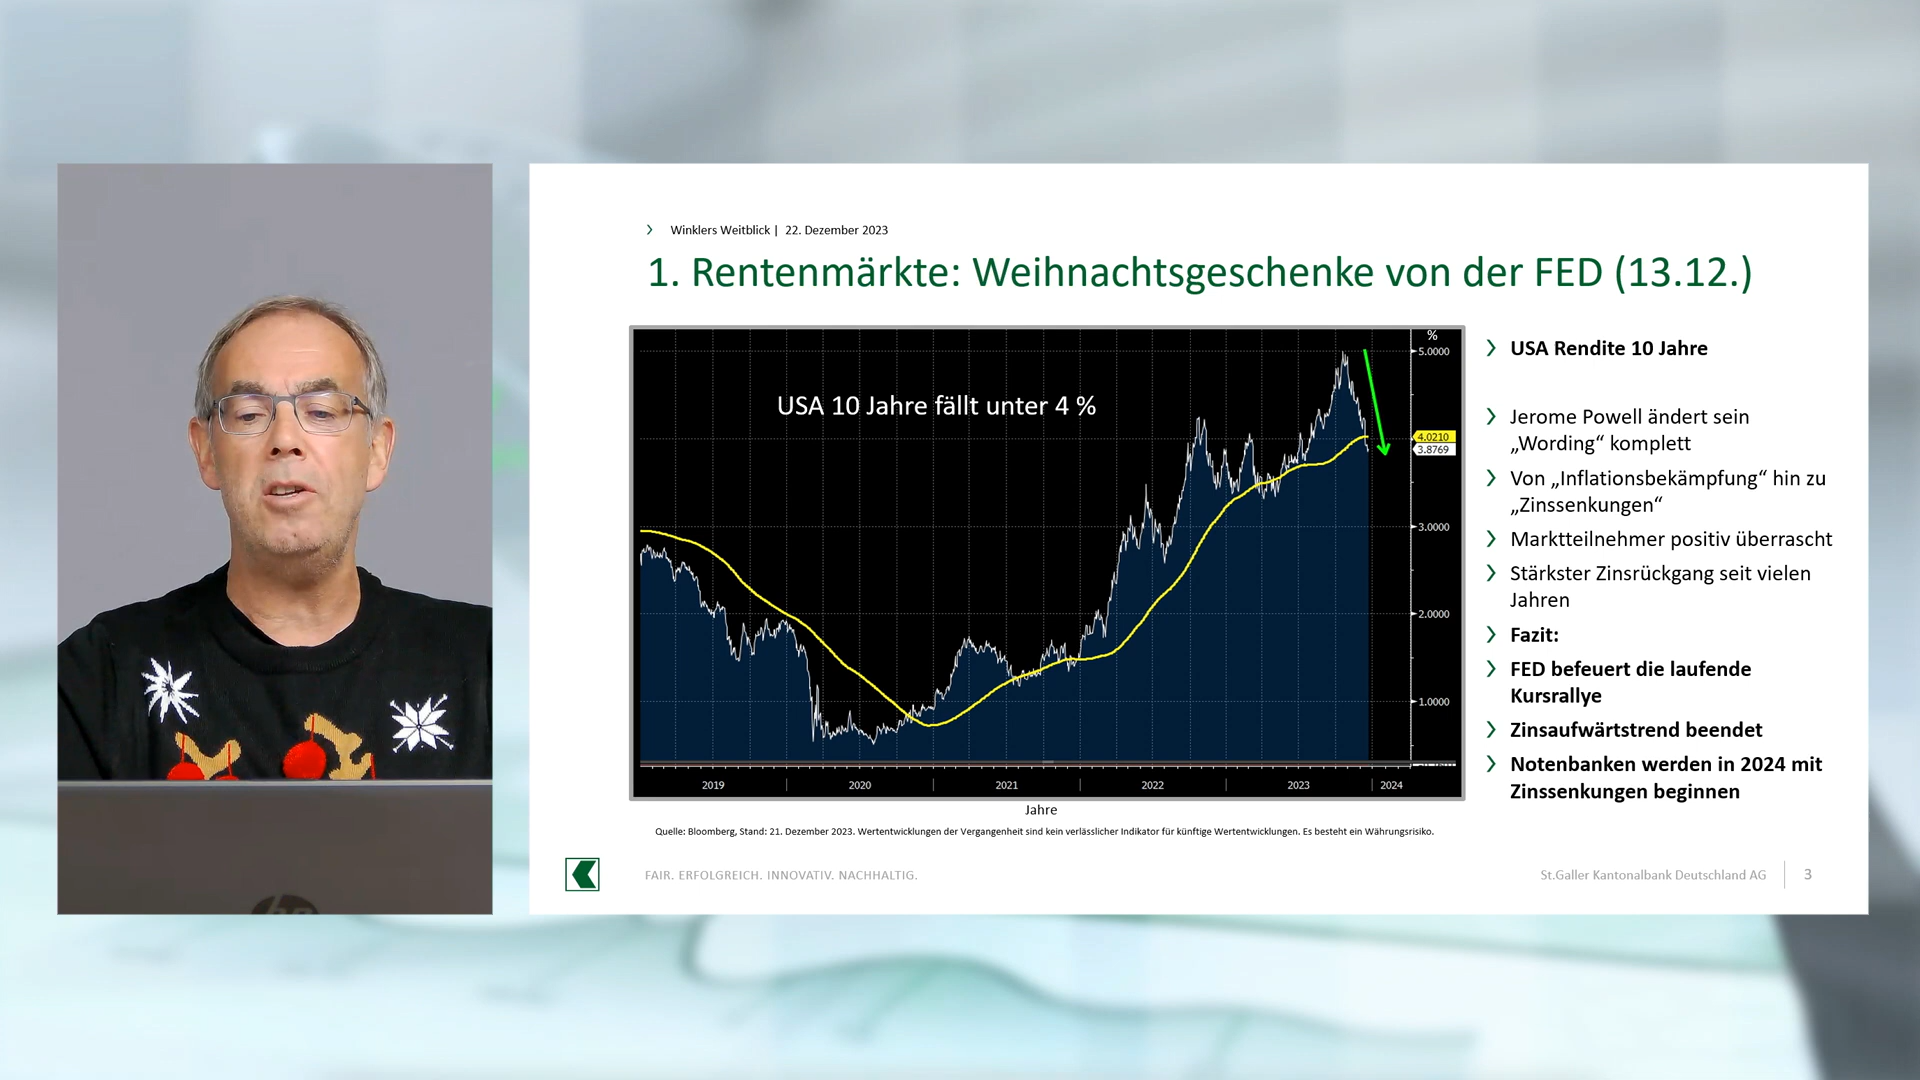 Winklers Weitblick | 22. Dezember 2023
1. Rentenmärkte: Weihnachtsgeschenke von der FED (13.12.)
USA 10 Jahre fällt unter 4 %
%
5.0000
4.0210
3.8769
3.0000
2.0000
1.0000
2019 2020 2021 2022 2023 2024
Jahre
USA Rendite 10 Jahre
Jerome Powell ändert sein
„Wording“ komplett
Von „Inflationsbekämpfung“ hin zu
„Zinssenkungen“
Marktteilnehmer positiv überrascht
Stärkster Zinsrückgang seit vielen
Jahren
Fazit:
FED befeuert die laufende
Kursrallye
Zinsaufwärtstrend beendet
Notenbanken werden in 2024 mit
Zinssenkungen beginnen
Quelle: Bloomberg, Stand: 21. Dezember 2023. Wertentwicklungen der Vergangenheit sind kein verlässlicher Indikator für künftige Wertentwicklungen. Es besteht ein Währungsrisiko.
FAIR. ERFOLGREICH. INNOVATIV. NACHHALTIG.
St.Galler Kantonalbank Deutschland AG 3
hp